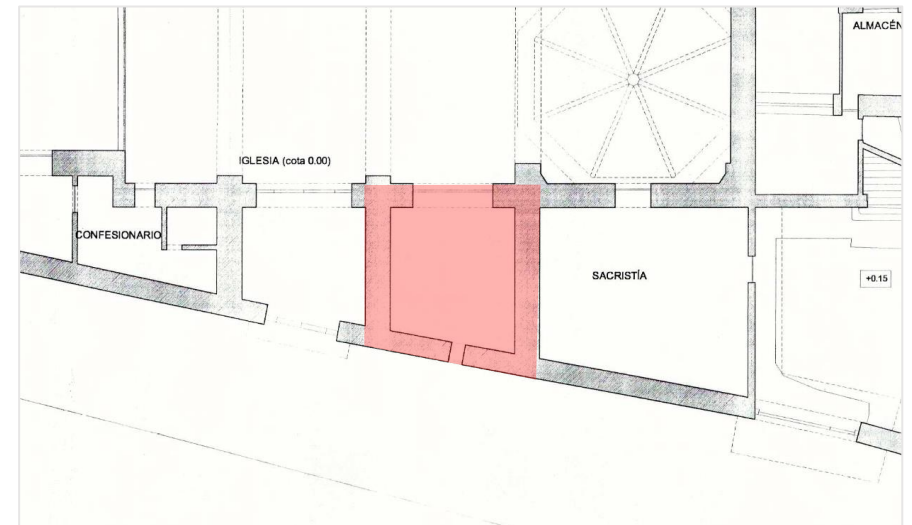 ALMACÉN
IGLESIA (cota 0.00)
CONFESIONARIO
SACRISTÍA
+0.15